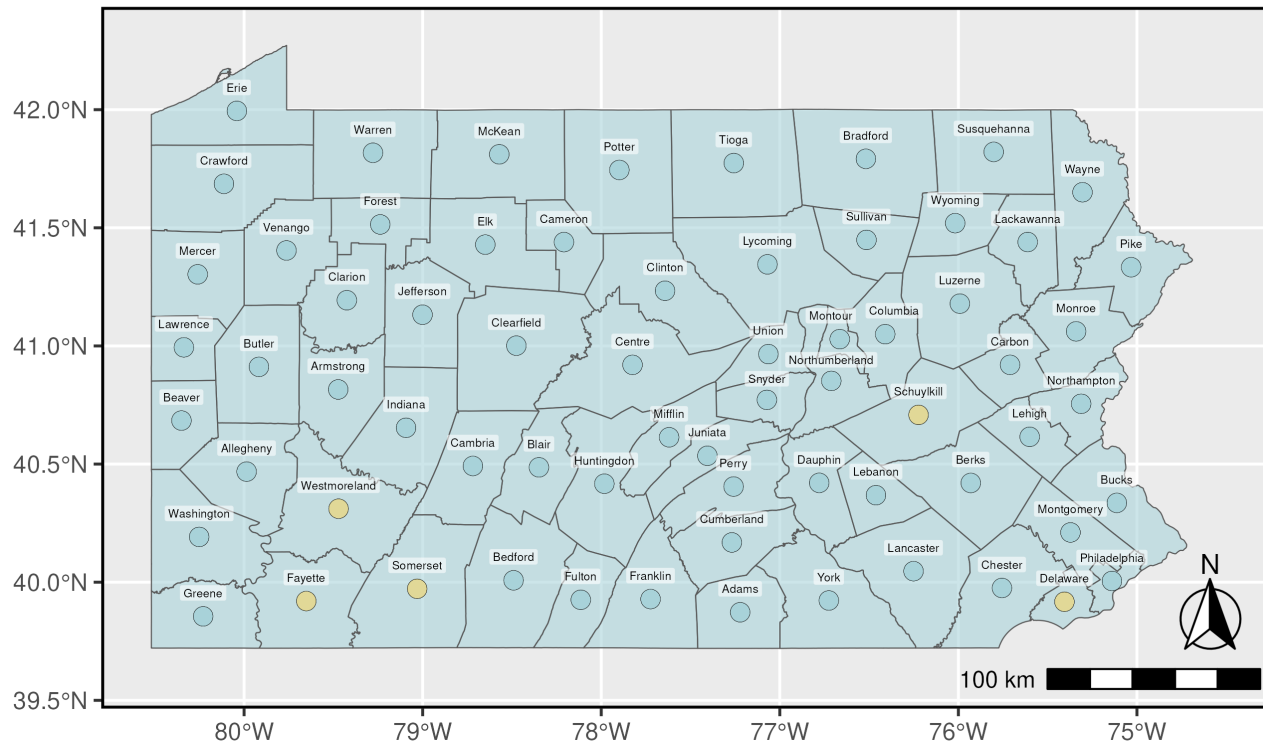 Erie
42.0°N
Warren
McKean
Potter
Tioga
Bradford
Susquehanna
Crawford
Wayne
Forest
Wyoming
41.5°N
Venango
Elk
Cameron
Sullivan
Lackawanna
Mercer
Lycoming
Pike
Clarion
Clinton
Jefferson
Luzerne
Lawrence
Clearfield
Montour
Columbia
Monroe
41.0°N
Butler
Centre
Union
Carbon
Armstrong
Northumberland
Beaver
Indiana
Snyder
Schuylkill
Northampton
Allegheny
Cambria
Blair
Mifflin
Juniata
Lehigh
40.5°N
Westmoreland
Huntingdon
Perry
Dauphin
Lebanon
Berks
Bucks
Washington
Cumberland
Montgomery
Somerset
Bedford
Lancaster
Philadelphia
40.0°N
Fayette
Fulton
Franklin
York
Chester
Delaware
N
Greene
Adams
100 km
39.5°N
80°W
79°W
78°W
77°W
76°W
75°W